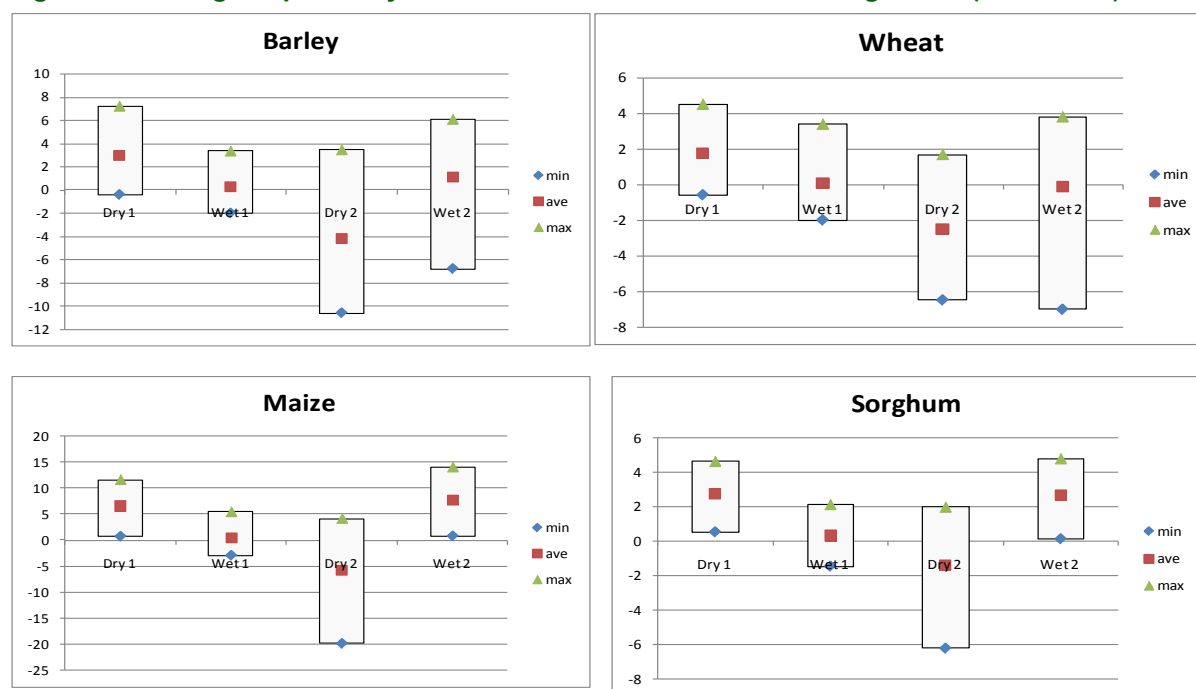 Barley
10
8
6
4
2
0
-2
-4
-6
-8
-10
-12
Dry 1
Wet 1
Dry 2
Wet 2
min
ave
max
Wheat
6
4
2
0
-2
-4
-6
-8
Dry 1
Wet 1
Dry 2
Wet 2
min
ave
max
Maize
20
15
10
5
0
-5
-10
-15
-20
-25
Dry 1
Wet 1
Dry 2
Wet 2
min
ave
max
Sorghum
6
4
2
0
-2
-4
-6
-8
Dry 1
Wet 1
Dry 2
Wet 2
min
ave
max